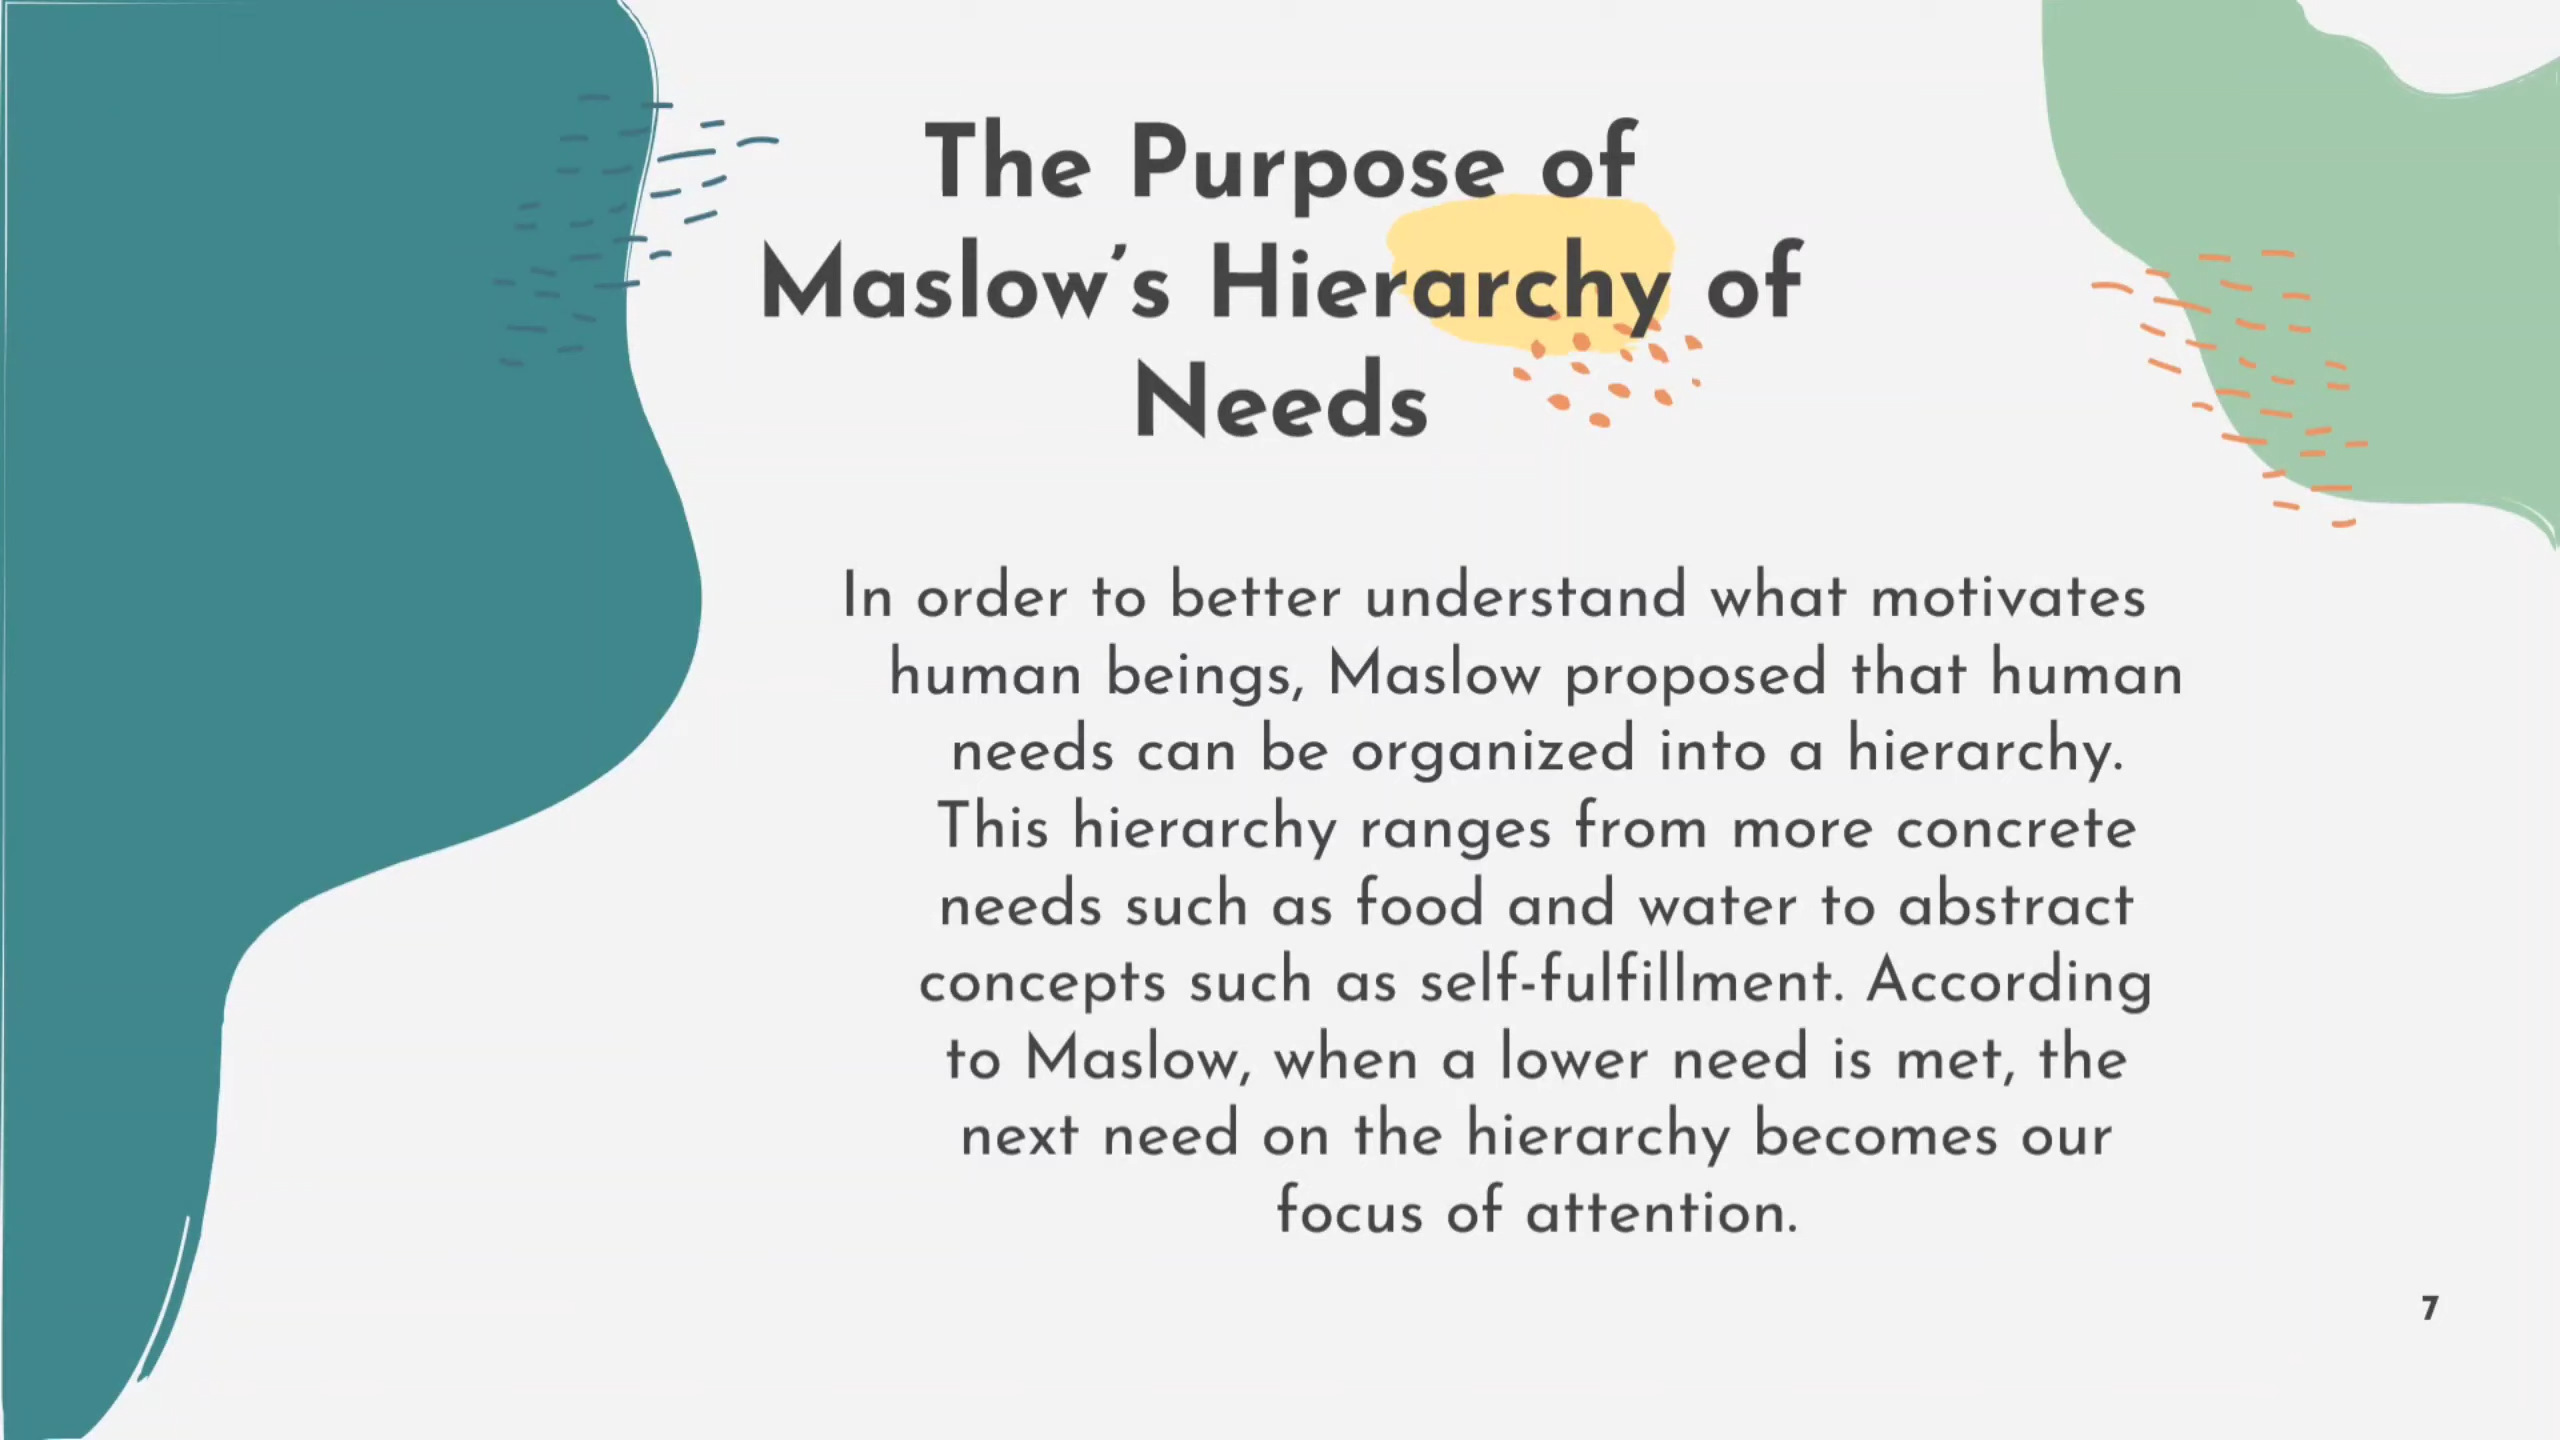 The Purpose of
Maslow’s Hierarchy of
Needs
In order to better understand what motivates
human beings, Maslow proposed that human
needs can be organized into a hierarchy.
This hierarchy ranges from more concrete
needs such as food and water to abstract
concepts such as self-fulfillment. According
to Maslow, when a lower need is met, the
next need on the hierarchy becomes our
focus of attention.
7